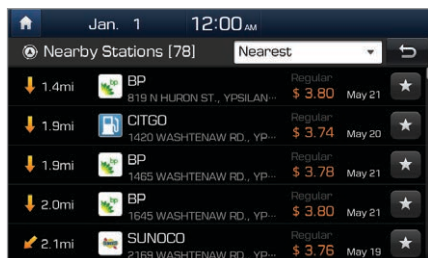 Jan. 1 12:00 AM
Nearby Stations [78] Nearest
1.4mi bp BP Regular
819 N HURON ST., YPSILAN... $ 3.80 May 21
1.9mi CITGO Regular
1420 WASHTENAW RD., YP... $ 3.74 May 20
1.9mi bp BP Regular
1465 WASHTENAW RD., YP... $ 3.78 May 21
2.0mi bp BP Regular
1645 WASHTENAW RD., YP... $ 3.80 May 21
2.1mi SUNOCO Regular
2169 WASHTENAW RD., YP... $ 3.76 May 19